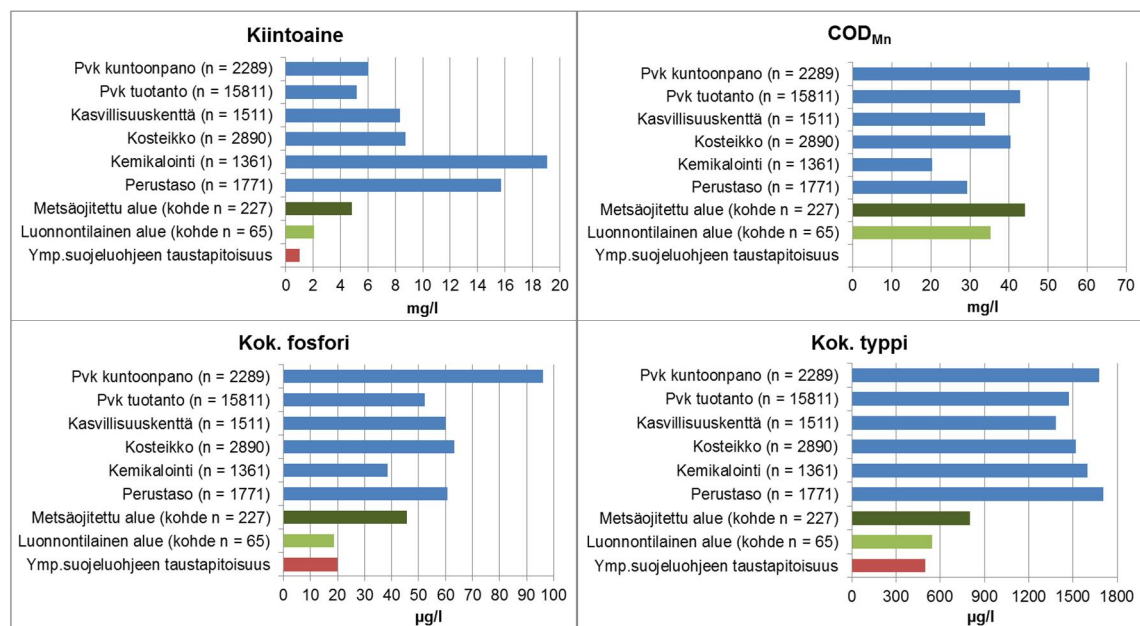 Kiintoaine
Pvk kuntoonpano (n = 2289)
Pvk tuotanto (n = 15811)
Kasvillisuuskenttä (n = 1511)
Kosteikko (n = 2890)
Kemikalointi (n = 1361)
Perustaso (n = 1771)
Metsäojitettu alue (kohde n = 227)
Luonnontilainen alue (kohde n = 65)
Ymp.suojeluohjeen taustapitoisuus
0 2 4 6 8 10 12 14 16 18 20
mg/l
COD_Mn
Pvk kuntoonpano (n = 2289)
Pvk tuotanto (n = 15811)
Kasvillisuuskenttä (n = 1511)
Kosteikko (n = 2890)
Kemikalointi (n = 1361)
Perustaso (n = 1771)
Metsäojitettu alue (kohde n = 227)
Luonnontilainen alue (kohde n = 65)
Ymp.suojeluohjeen taustapitoisuus
0 10 20 30 40 50 60 70
mg/l
Kok. fosfori
Pvk kuntoonpano (n = 2289)
Pvk tuotanto (n = 15811)
Kasvillisuuskenttä (n = 1511)
Kosteikko (n = 2890)
Kemikalointi (n = 1361)
Perustaso (n = 1771)
Metsäojitettu alue (kohde n = 227)
Luonnontilainen alue (kohde n = 65)
Ymp.suojeluohjeen taustapitoisuus
0 10 20 30 40 50 60 70 80 90 100
µg/l
Kok. typpi
Pvk kuntoonpano (n = 2289)
Pvk tuotanto (n = 15811)
Kasvillisuuskenttä (n = 1511)
Kosteikko (n = 2890)
Kemikalointi (n = 1361)
Perustaso (n = 1771)
Metsäojitettu alue (kohde n = 227)
Luonnontilainen alue (kohde n = 65)
Ymp.suojeluohjeen taustapitoisuus
0 300 600 900 1200 1500 1800
µg/l